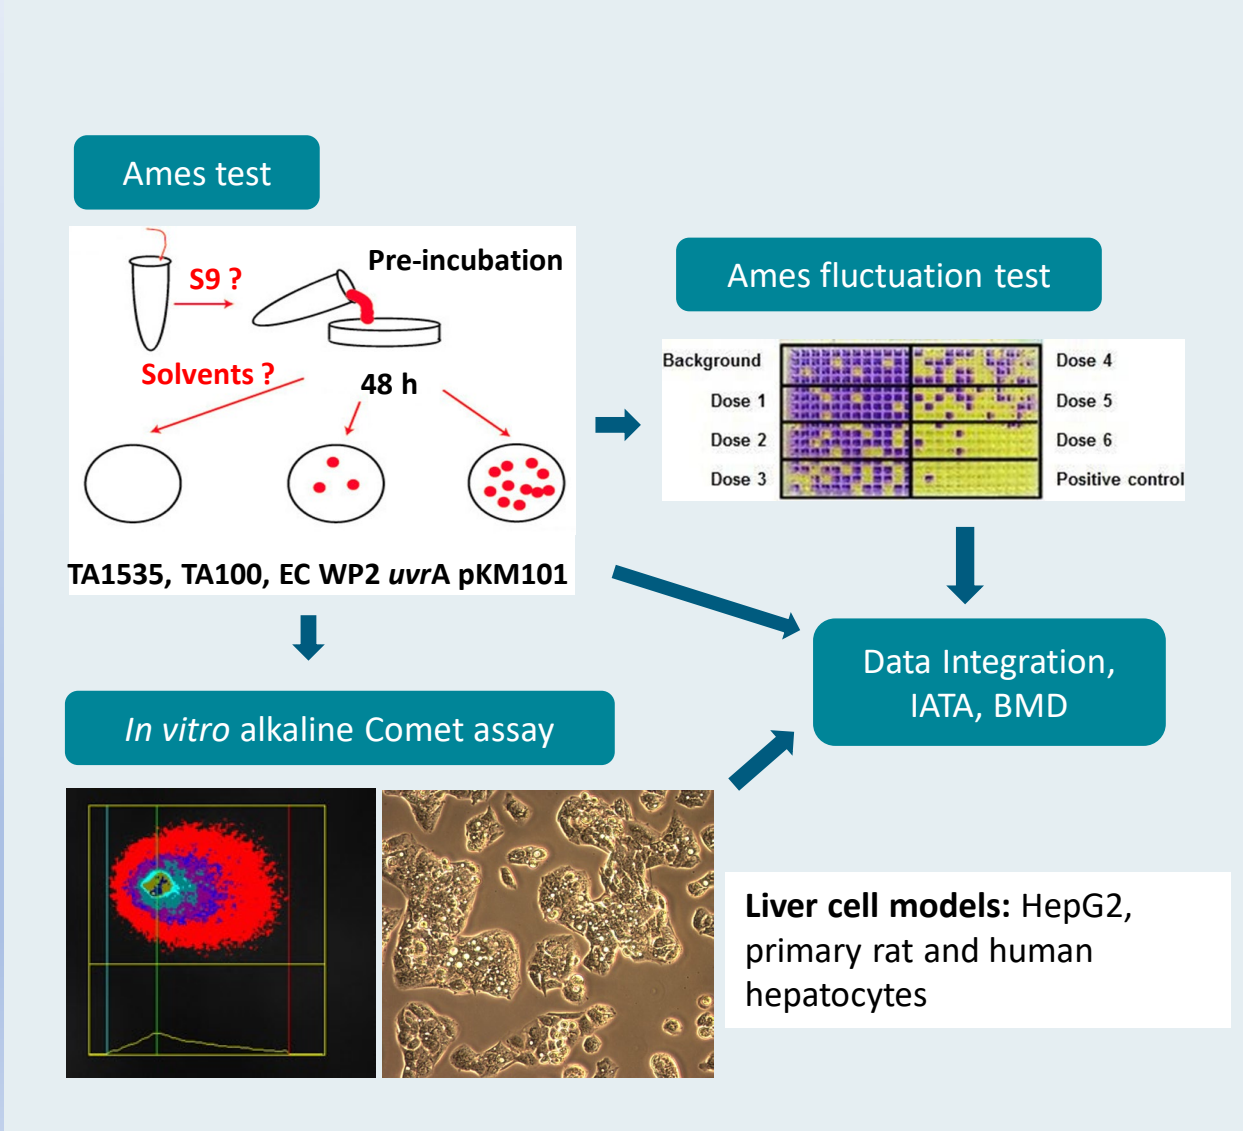 Ames test
S9 ?
Pre-incubation
Solvents ?
48 h
TA1535, TA100, EC WP2 uvrA pKM101
Ames fluctuation test
Background
Dose 1
Dose 2
Dose 3
Dose 4
Dose 5
Dose 6
Positive control
Data Integration,
IATA, BMD
In vitro alkaline Comet assay
Liver cell models: HepG2,
primary rat and human
hepatocytes